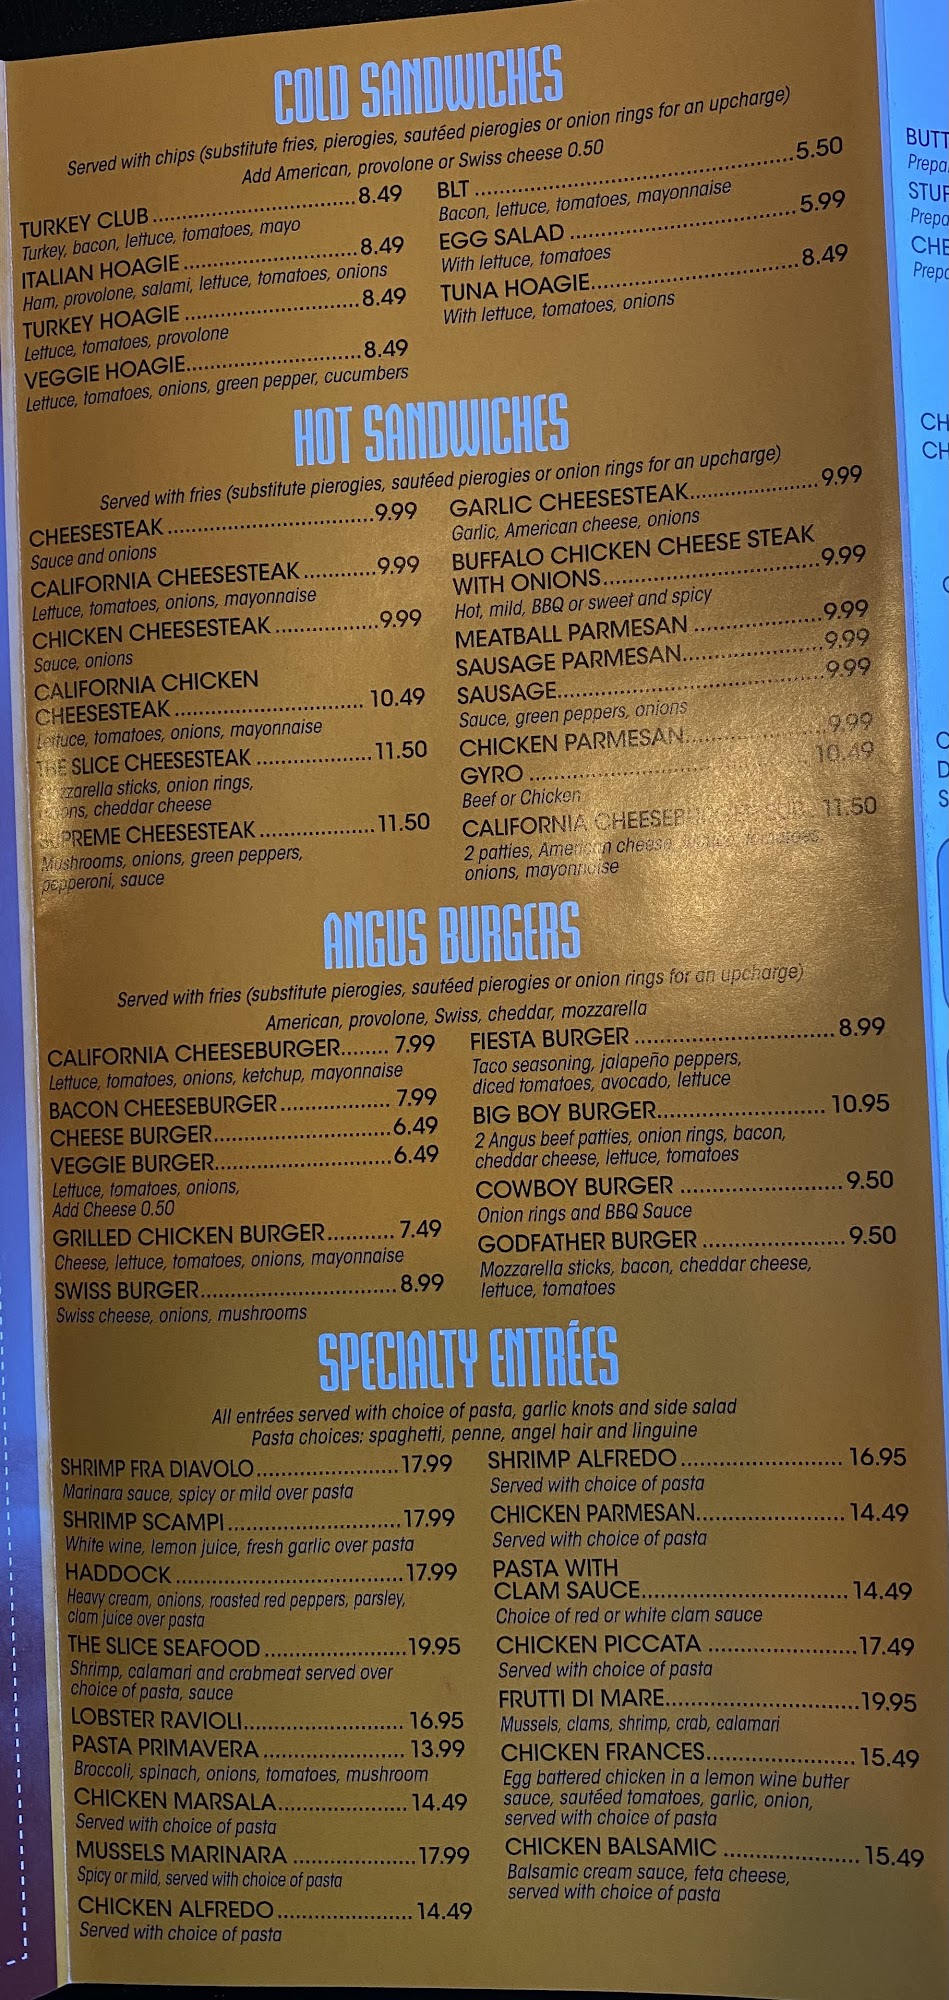 COLD SANDWICHES
Served with chips (substitute fries, pierogies, sautéed pierogies or onion rings for an upcharge)
Add American, provolone or Swiss cheese 0.50
TURKEY CLUB 8.49
Turkey, bacon, lettuce, tomatoes, mayo
ITALIAN HOAGIE 8.49
Ham, provolone, salami, lettuce, tomatoes, onions
TURKEY HOAGIE 8.49
Lettuce, tomatoes, provolone
VEGGIE HOAGIE 8.49
Lettuce, tomatoes, onions, green pepper, cucumbers
BLT 5.50
Bacon, lettuce, tomatoes, mayonnaise
EGG SALAD 5.99
With lettuce, tomatoes
TUNA HOAGIE 8.49
With lettuce, tomatoes, onions
HOT SANDWICHES
Served with fries (substitute pierogies, sautéed pierogies or onion rings for an upcharge)
CHEESESTEAK 9.99
Sauce and onions
CALIFORNIA CHEESESTEAK 9.99
Lettuce, tomatoes, onions, mayonnaise
CHICKEN CHEESESTEAK 9.99
Sauce, onions
CALIFORNIA CHICKEN
CHEESESTEAK 10.49
Lettuce, tomatoes, onions, mayonnaise
THE SLICE CHEESESTEAK 11.50
Mozzarella sticks, onion rings,
onions, cheddar cheese
SUPREME CHEESESTEAK 11.50
Mushrooms, onions, green peppers,
pepperoni, sauce
GARLIC CHEESESTEAK 9.99
Garlic, American cheese, onions
BUFFALO CHICKEN CHEESE STEAK
WITH ONIONS 9.99
Hot, mild, BBQ or sweet and spicy
MEATBALL PARMESAN 9.99
SAUSAGE PARMESAN 9.99
SAUSAGE 9.99
Sauce, green peppers, onions
CHICKEN PARMESAN 9.99
GYRO 10.49
Beef or Chicken
CALIFORNIA 11.50
2 patties, American cheese, tomatoes,
onions, mayonnaise
ANGUS BURGERS
Served with fries (substitute pierogies, sautéed pierogies or onion rings for an upcharge)
American, provolone, Swiss, cheddar, mozzarella
CALIFORNIA CHEESEBURGER 7.99
Lettuce, tomatoes, onions, ketchup, mayonnaise
BACON CHEESEBURGER 7.99
CHEESE BURGER 6.49
VEGGIE BURGER 6.49
Lettuce, tomatoes, onions,
Add Cheese 0.50
GRILLED CHICKEN BURGER 7.49
Cheese, lettuce, tomatoes, onions, mayonnaise
SWISS BURGER 8.99
Swiss cheese, onions, mushrooms
FIESTA BURGER 8.99
Taco seasoning, jalapeño peppers,
diced tomatoes, avocado, lettuce
BIG BOY BURGER 10.95
2 Angus beef patties, onion rings, bacon,
cheddar cheese, lettuce, tomatoes
COWBOY BURGER 9.50
Onion rings and BBQ Sauce
GODFATHER BURGER 9.50
Mozzarella sticks, bacon, cheddar cheese,
lettuce, tomatoes
SPECIALTY ENTRÉES
All entrées served with choice of pasta, garlic knots and side salad
Pasta choices: spaghetti, penne, angel hair and linguine
SHRIMP FRA DIAVOLO 17.99
Marinara sauce, spicy or mild over pasta
SHRIMP SCAMPI 17.99
White wine, lemon juice, fresh garlic over pasta
HADDOCK 17.99
Heavy cream, onions, roasted red peppers, parsley,
clam juice over pasta
THE SLICE SEAFOOD 19.95
Shrimp, calamari and crabmeat served over
choice of pasta, sauce
LOBSTER RAVIOLI 16.95
PASTA PRIMAVERA 13.99
Broccoli, spinach, onions, tomatoes, mushroom
CHICKEN MARSALA 14.49
Served with choice of pasta
MUSSELS MARINARA 17.99
Spicy or mild, served with choice of pasta
CHICKEN ALFREDO 14.49
Served with choice of pasta
SHRIMP ALFREDO 16.95
Served with choice of pasta
CHICKEN PARMESAN 14.49
Served with choice of pasta
PASTA WITH
CLAM SAUCE 14.49
Choice of red or white clam sauce
CHICKEN PICCATA 17.49
Served with choice of pasta
FRUTTI DI MARE 19.95
Mussels, clams, shrimp, crab, calamari
CHICKEN FRANCES 15.49
Egg battered chicken in a lemon wine butter
sauce, sautéed tomatoes, garlic, onion,
served with choice of pasta
CHICKEN BALSAMIC 15.49
Balsamic cream sauce, feta cheese,
served with choice of pasta